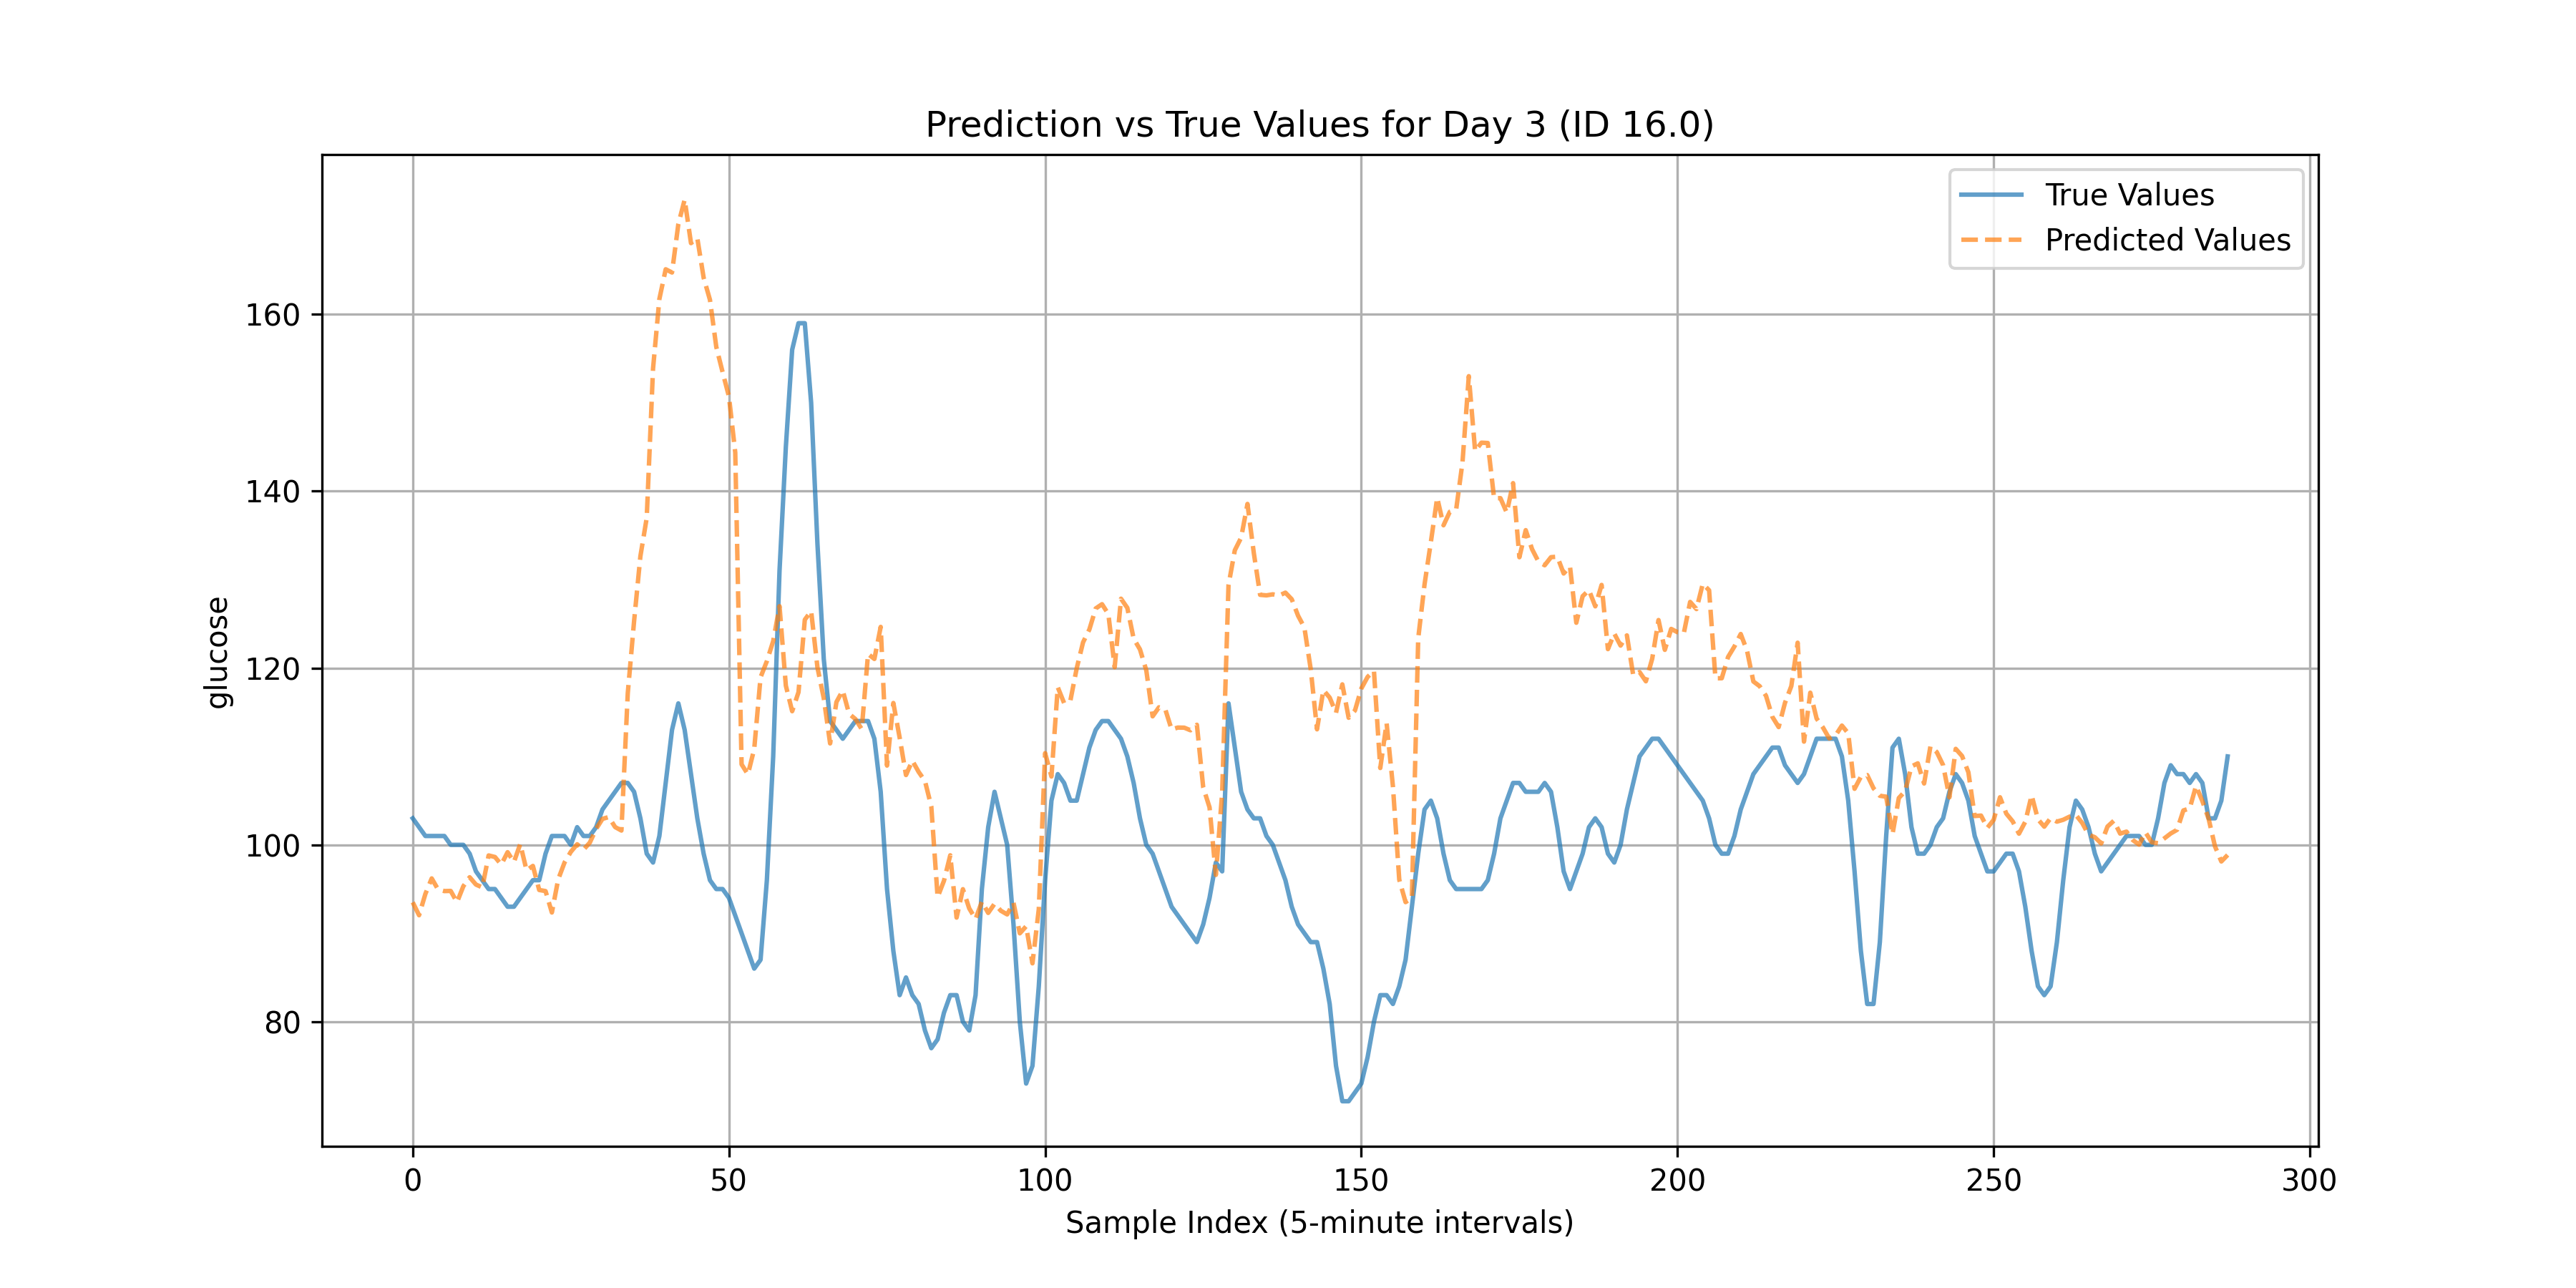 Prediction vs True Values for Day 3 (ID 16.0)
True Values
Predicted Values
160
140
120
100
80
glucose
0 50 100 150 200 250 300
Sample Index (5-minute intervals)